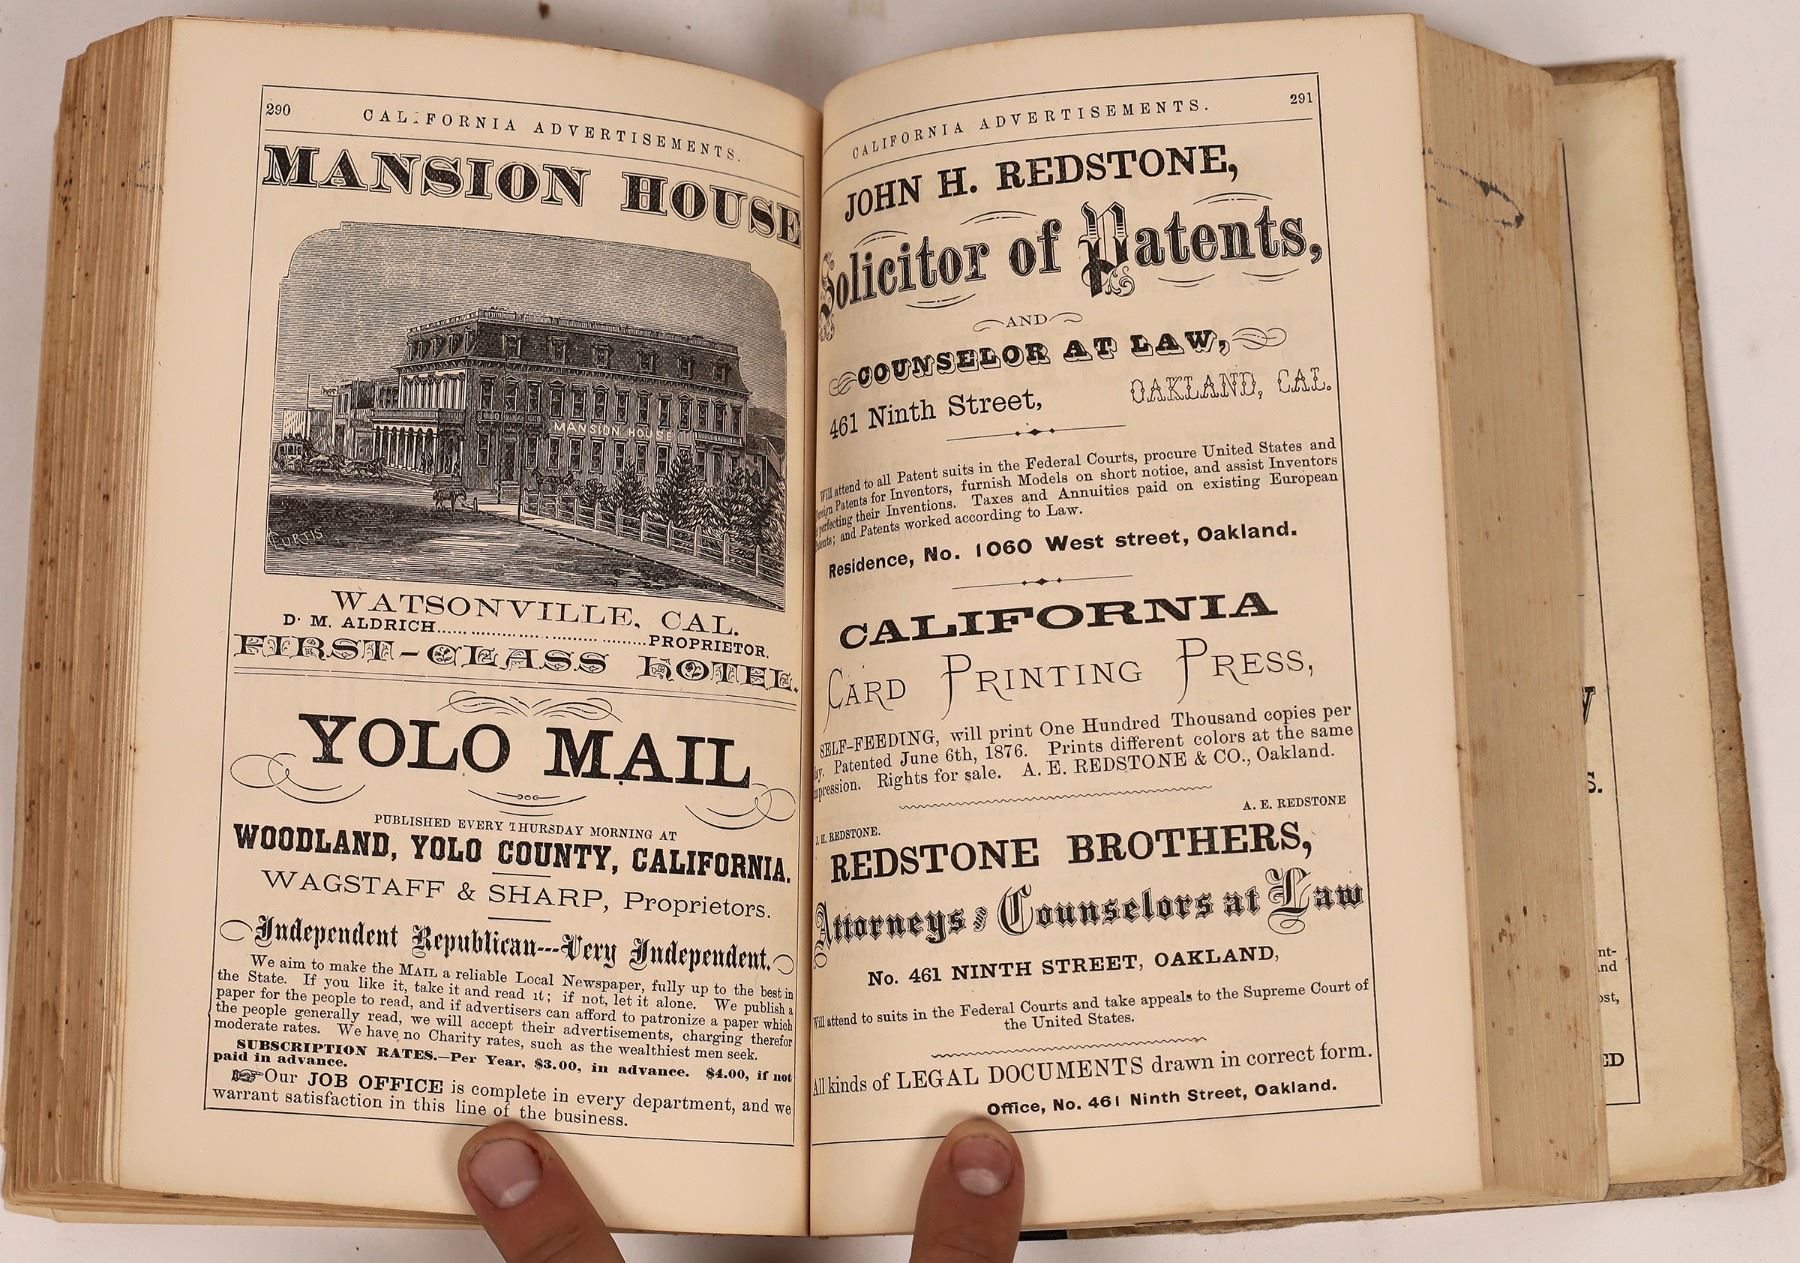 290
CALIFORNIA ADVERTISEMENTS.
MANSION HOUSE
MANSION HOUSE
CURTIS
WATSONVILLE, CAL.
D. M. ALDRICH..............................PROPRIETOR.
FIRST-CLASS HOTEL.
YOLO MAIL
PUBLISHED EVERY THURSDAY MORNING AT
WOODLAND, YOLO COUNTY, CALIFORNIA.
WAGSTAFF & SHARP, Proprietors.
Independent Republican---Very Independent.
We aim to make the MAIL a reliable Local Newspaper, fully up to the best in
the State. If you like it, take it and read it; if not, let it alone. We publish a
paper for the people to read, and if advertisers can afford to patronize a paper which
the people generally read, we will accept their advertisements, charging therefor
moderate rates. We have no Charity rates, such as the wealthiest men seek.
SUBSCRIPTION RATES.—Per Year, $3.00, in advance. $4.00, if not
paid in advance.
☞Our JOB OFFICE is complete in every department, and we
warrant satisfaction in this line of the business.
CALIFORNIA ADVERTISEMENTS.
291
JOHN H. REDSTONE,
Solicitor of Patents,
AND
COUNSELOR AT LAW,
461 Ninth Street, OAKLAND, CAL.
Will attend to all Patent suits in the Federal Courts, procure United States and
Foreign Patents for Inventors, furnish Models on short notice, and assist Inventors
perfecting their Inventions. Taxes and Annuities paid on existing European
; and Patents worked according to Law.
Residence, No. 1060 West street, Oakland.
CALIFORNIA
CARD PRINTING PRESS,
SELF-FEEDING, will print One Hundred Thousand copies per
Patented June 6th, 1876. Prints different colors at the same
impression. Rights for sale. A. E. REDSTONE & CO., Oakland.
A. E. REDSTONE
J. H. REDSTONE.
REDSTONE BROTHERS,
Attorneys & Counselors at Law
No. 461 NINTH STREET, OAKLAND,
Will attend to suits in the Federal Courts and take appeals to the Supreme Court of
the United States.
All kinds of LEGAL DOCUMENTS drawn in correct form.
Office, No. 461 Ninth Street, Oakland.